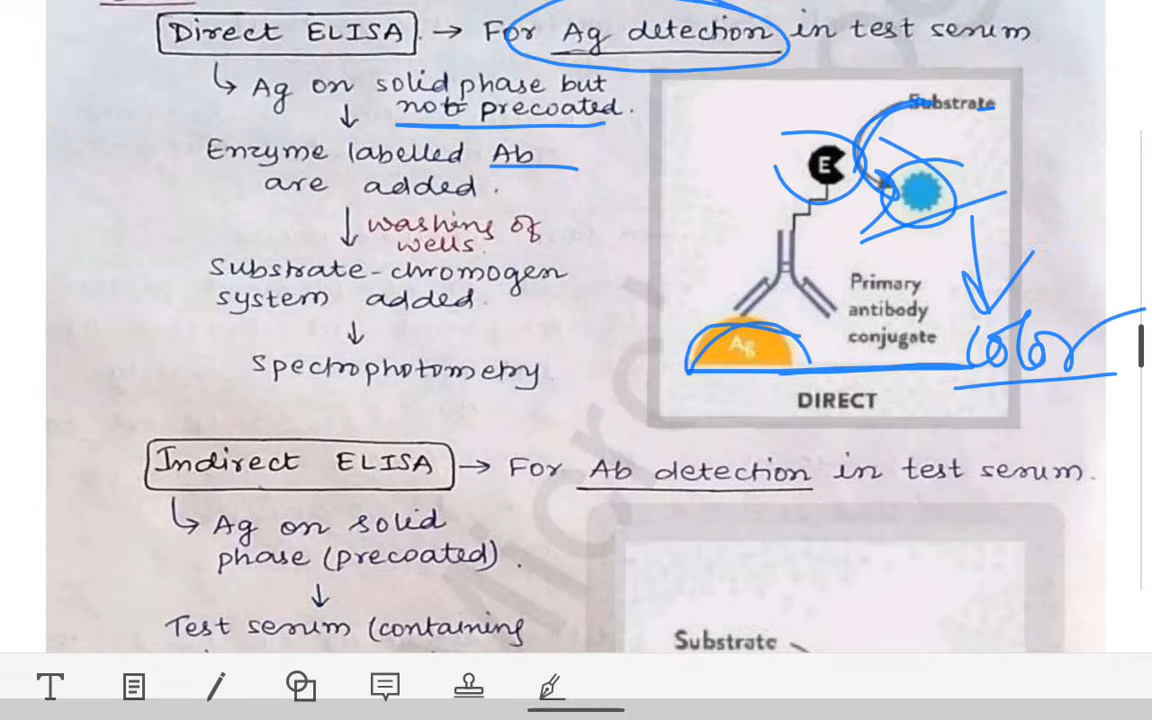 Direct ELISA → For Ag detection in test serum
↳ Ag on solid phase but
↓ not precoated.
Enzyme labelled Ab
are added.
↓ washing of
wells.
Substrate-chromogen
system added.
↓
Spectrophotometry.
Substrate
E
Primary
antibody
conjugate
Ag
color
DIRECT
Indirect ELISA → For Ab detection in test serum.
↳ Ag on solid
phase (precoated).
↓
Test serum (containing
Substrate
T